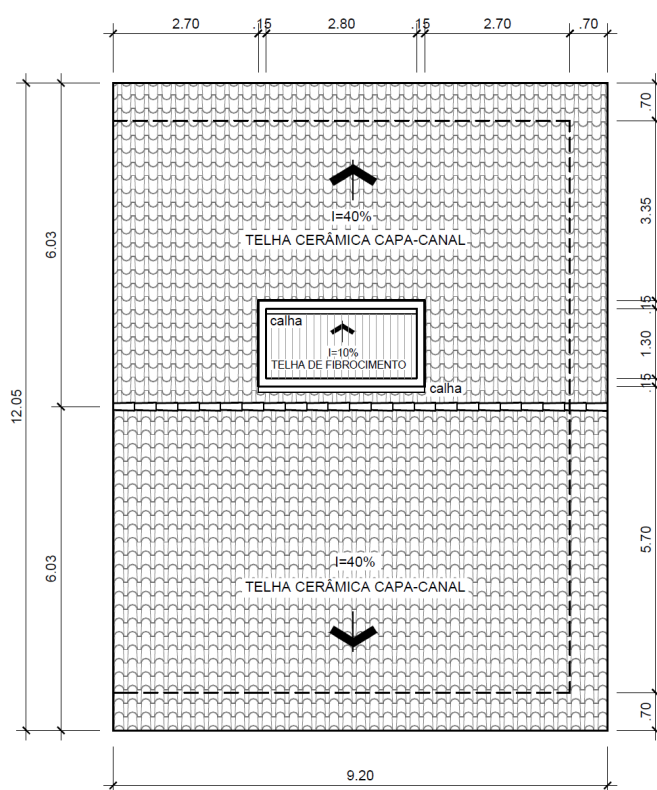 2.70 .15 2.80 .15 2.70 .70
.70
3.35
I=40%
TELHA CERÂMICA CAPA-CANAL
6.03
.15
calha
I=10%
TELHA DE FIBROCIMENTO
1.30
.15
calha
12.05
5.70
I=40%
TELHA CERÂMICA CAPA-CANAL
6.03
.70
9.20